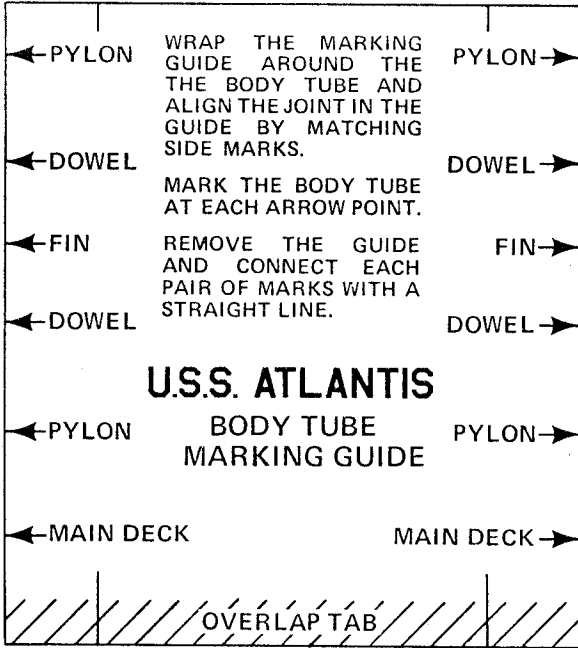 PYLON
WRAP THE MARKING
GUIDE AROUND THE
THE BODY TUBE AND
ALIGN THE JOINT IN THE
GUIDE BY MATCHING
SIDE MARKS.
PYLON
DOWEL
MARK THE BODY TUBE
AT EACH ARROW POINT.
DOWEL
FIN
REMOVE THE GUIDE
AND CONNECT EACH
PAIR OF MARKS WITH A
STRAIGHT LINE.
FIN
DOWEL
DOWEL
U.S.S. ATLANTIS
BODY TUBE
MARKING GUIDE
PYLON
PYLON
MAIN DECK
MAIN DECK
OVERLAP TAB